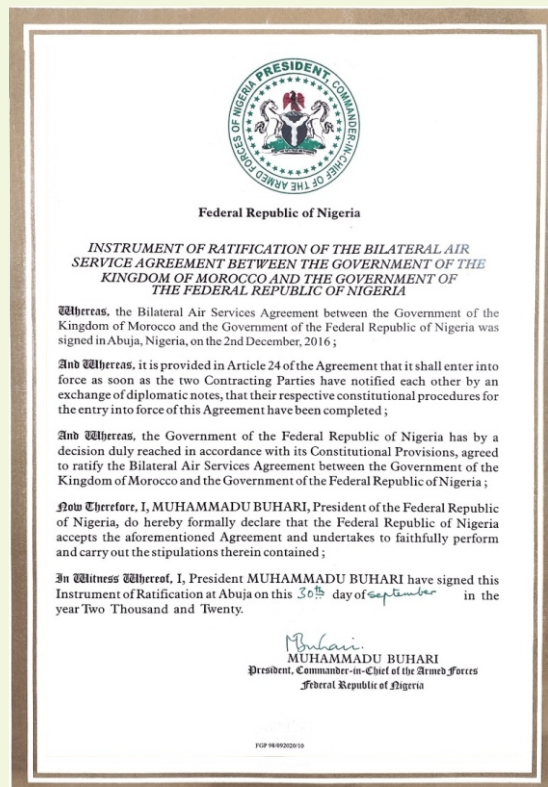 PRESIDENT, COMMANDER-IN-CHIEF OF THE ARMED FORCES OF NIGERIA
Federal Republic of Nigeria
INSTRUMENT OF RATIFICATION OF THE BILATERAL AIR
SERVICE AGREEMENT BETWEEN THE GOVERNMENT OF THE
KINGDOM OF MOROCCO AND THE GOVERNMENT OF
THE FEDERAL REPUBLIC OF NIGERIA
Whereas, the Bilateral Air Services Agreement between the Government of the
Kingdom of Morocco and the Government of the Federal Republic of Nigeria was
signed in Abuja, Nigeria, on the 2nd December, 2016 ;
And Whereas, it is provided in Article 24 of the Agreement that it shall enter into
force as soon as the two Contracting Parties have notified each other by an
exchange of diplomatic notes, that their respective constitutional procedures for
the entry into force of this Agreement have been completed ;
And Whereas, the Government of the Federal Republic of Nigeria has by a
decision duly reached in accordance with its Constitutional Provisions, agreed
to ratify the Bilateral Air Services Agreement between the Government of the
Kingdom of Morocco and the Government of the Federal Republic of Nigeria ;
Now Therefore, I, MUHAMMADU BUHARI, President of the Federal Republic
of Nigeria, do hereby formally declare that the Federal Republic of Nigeria
accepts the aforementioned Agreement and undertakes to faithfully perform
and carry out the stipulations therein contained ;
In Witness Whereof, I, President MUHAMMADU BUHARI have signed this
Instrument of Ratification at Abuja on this 30th day of september in the
year Two Thousand and Twenty.
MBuhari.
MUHAMMADU BUHARI
President, Commander-in-Chief of the Armed Forces
Federal Republic of Nigeria
FGP 98/092020/10